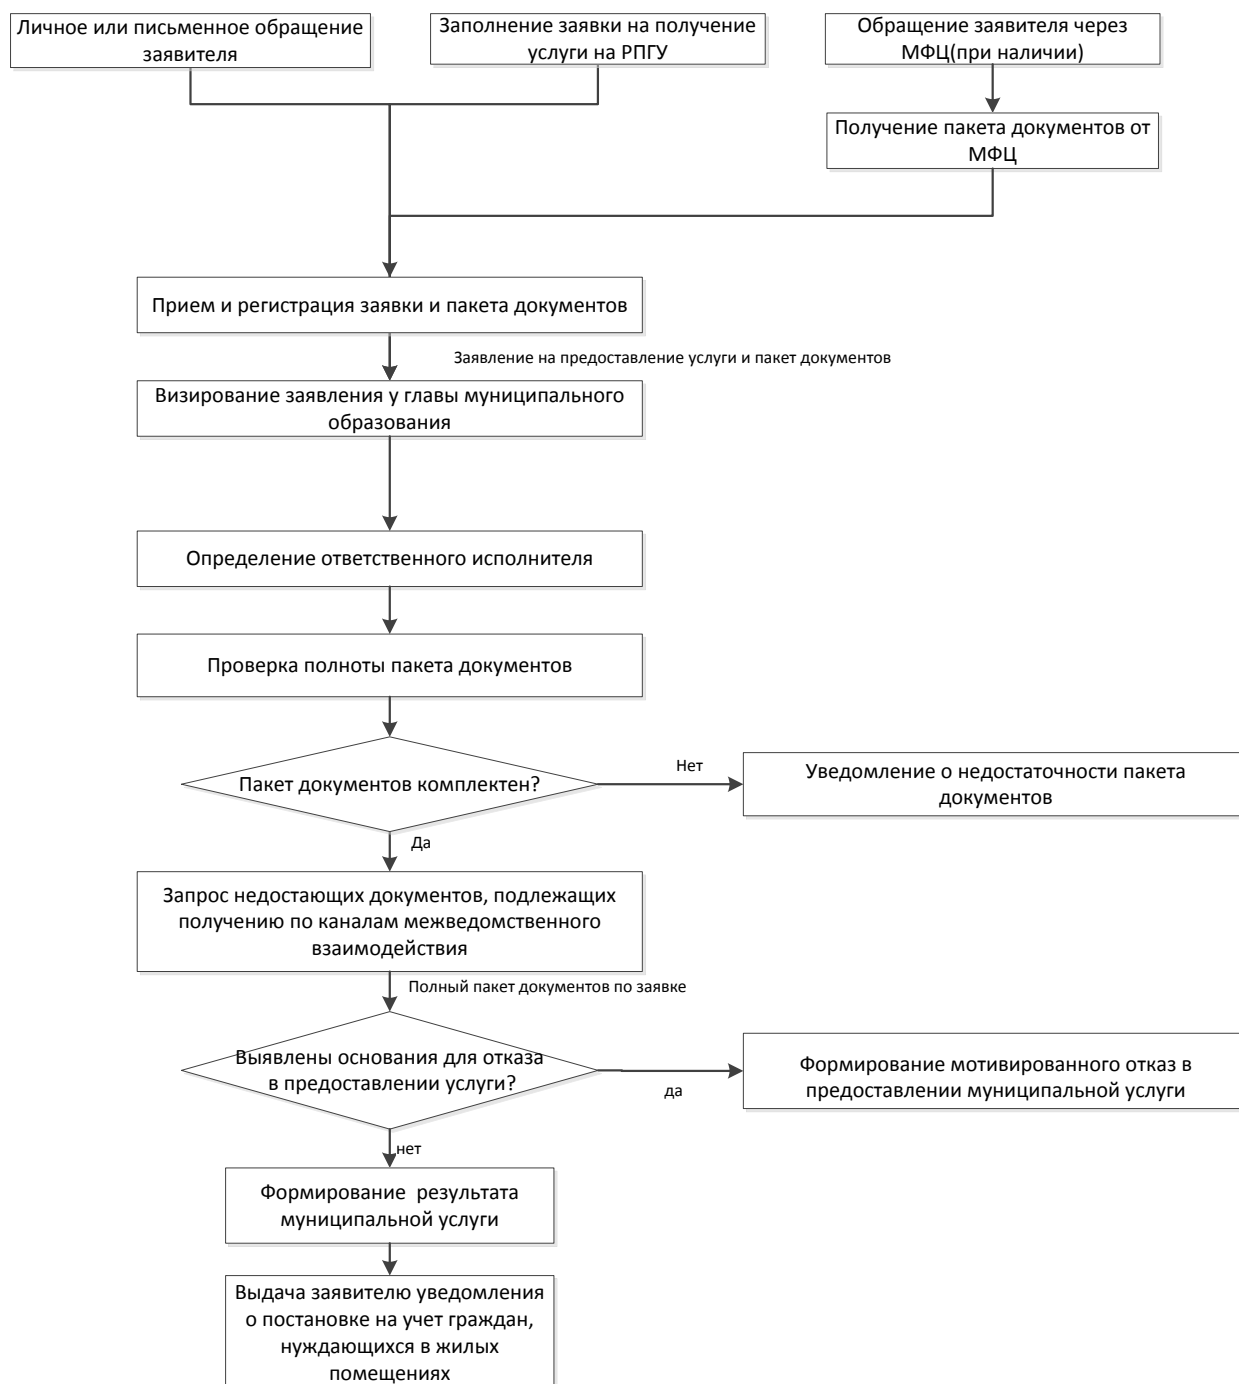 Личное или письменное обращение
заявителя
Заполнение заявки на получение
услуги на РПГУ
Обращение заявителя через
МФЦ(при наличии)
Получение пакета документов от
МФЦ
Прием и регистрация заявки и пакета документов
Заявление на предоставление услуги и пакет документов
Визирование заявления у главы муниципального
образования
Определение ответственного исполнителя
Проверка полноты пакета документов
Пакет документов комплектен?
Нет
Уведомление о недостаточности пакета
документов
Да
Запрос недостающих документов, подлежащих
получению по каналам межведомственного
взаимодействия
Полный пакет документов по заявке
Выявлены основания для отказа
в предоставлении услуги?
да
Формирование мотивированного отказ в
предоставлении муниципальной услуги
нет
Формирование  результата
муниципальной услуги
Выдача заявителю уведомления
о постановке на учет граждан,
нуждающихся в жилых
помещениях